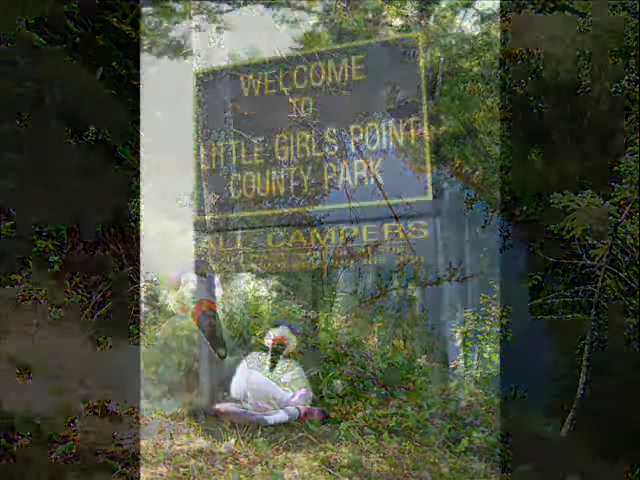 WELCOME
TO
LITTLE GIRLS POINT
COUNTY PARK
ALL CAMPERS